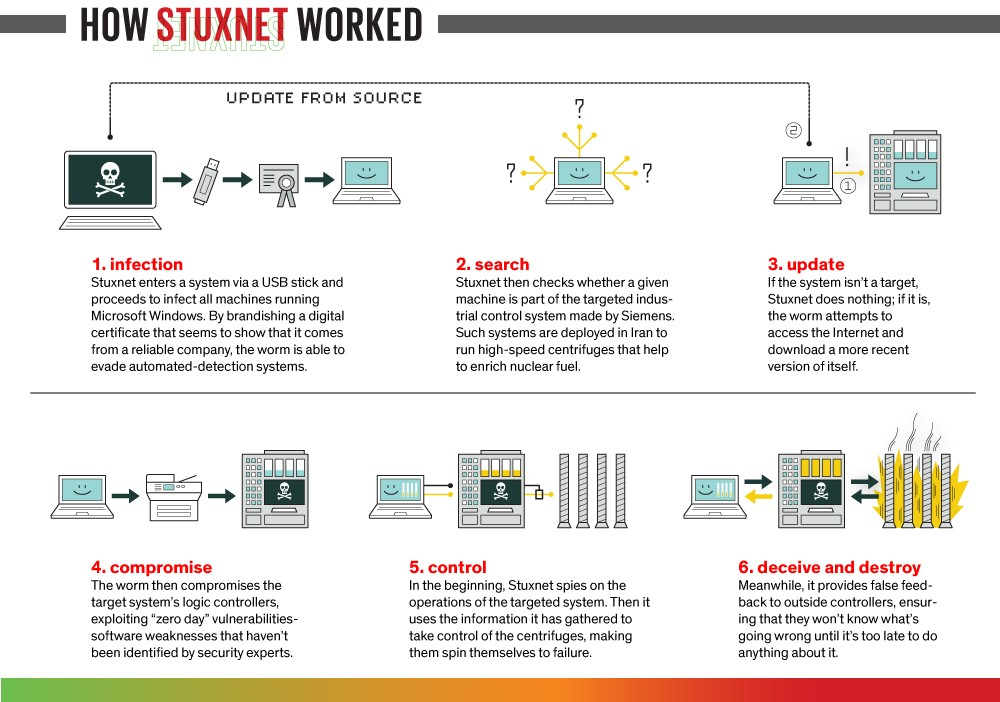 HOW STUXNET WORKED
UPDATE FROM SOURCE
?
?
?
2
!
1
1. infection
Stuxnet enters a system via a USB stick and
proceeds to infect all machines running
Microsoft Windows. By brandishing a digital
certificate that seems to show that it comes
from a reliable company, the worm is able to
evade automated-detection systems.
2. search
Stuxnet then checks whether a given
machine is part of the targeted indus-
trial control system made by Siemens.
Such systems are deployed in Iran to
run high-speed centrifuges that help
to enrich nuclear fuel.
3. update
If the system isn’t a target,
Stuxnet does nothing; if it is,
the worm attempts to
access the Internet and
download a more recent
version of itself.
4. compromise
The worm then compromises the
target system’s logic controllers,
exploiting “zero day” vulnerabilities-
software weaknesses that haven’t
been identified by security experts.
5. control
In the beginning, Stuxnet spies on the
operations of the targeted system. Then it
uses the information it has gathered to
take control of the centrifuges, making
them spin themselves to failure.
6. deceive and destroy
Meanwhile, it provides false feed-
back to outside controllers, ensur-
ing that they won’t know what’s
going wrong until it’s too late to do
anything about it.